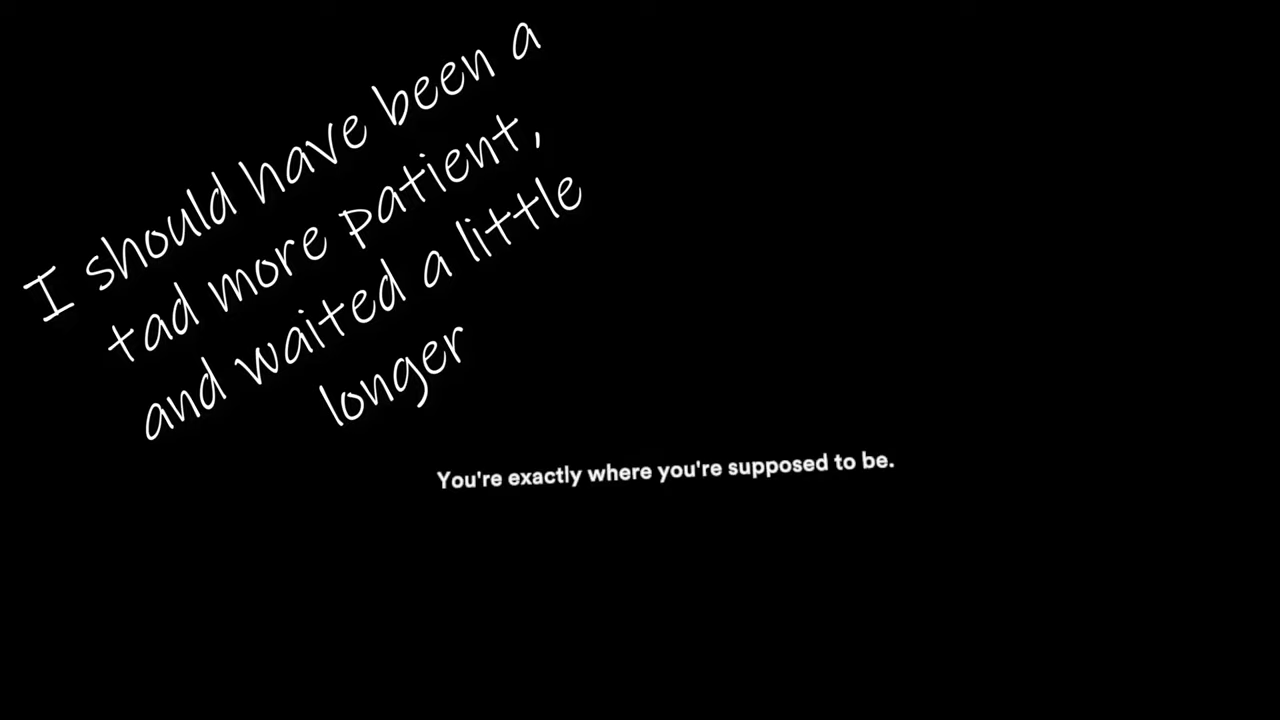 I should have been a
tad more patient,
and waited a little
longer
You're exactly where you're supposed to be.